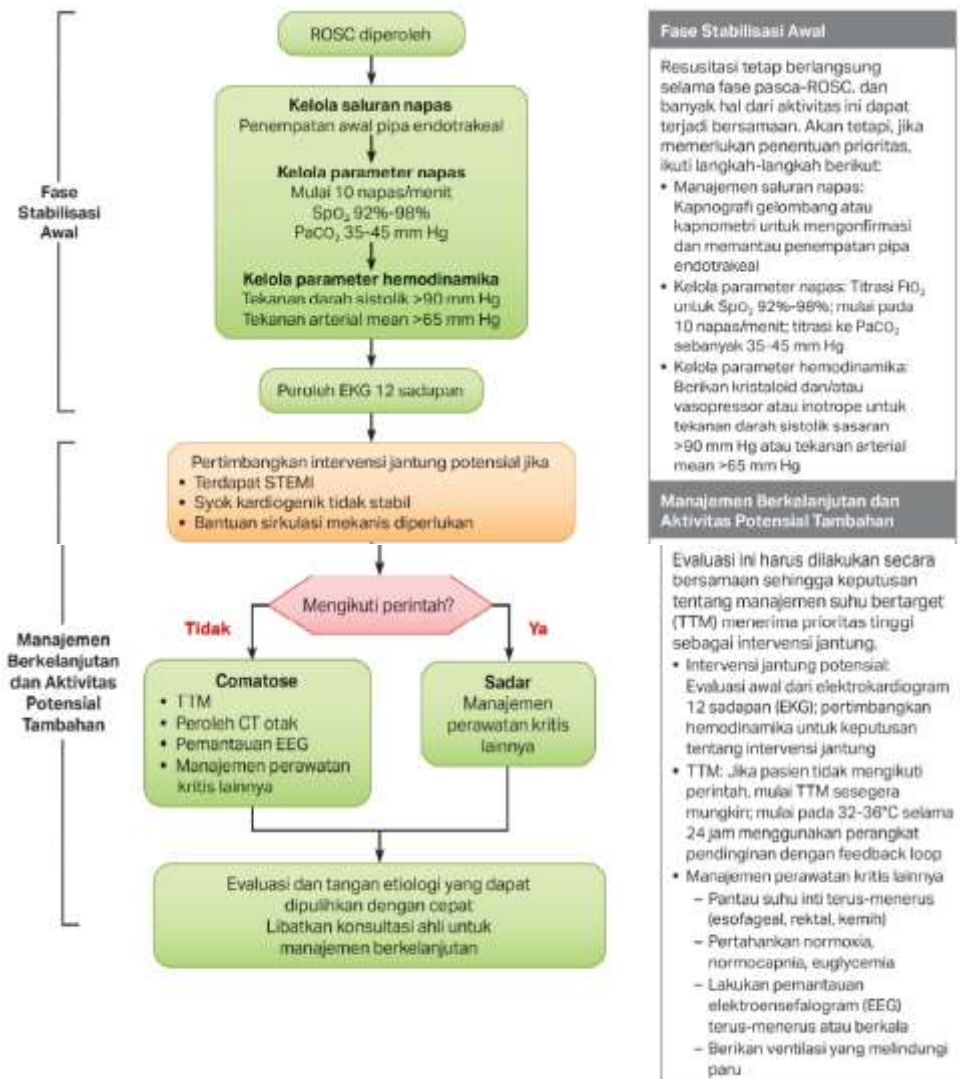 Fase
Stabilisasi
Awal
ROSC diperoleh
Kelola saluran napas
Penempatan awal pipa endotrakeal
Kelola parameter napas
Mulai 10 napas/menit
SpO₂ 92%-98%
PaCO₂ 35-45 mm Hg
Kelola parameter hemodinamika
Tekanan darah sistolik >90 mm Hg
Tekanan arterial mean >65 mm Hg
Puroluh EKG 12 sadapan
Manajemen
Berkelanjutan
dan Aktivitas
Potensial
Tambahan
Pertimbangkan intervensi jantung potensial jika
• Terdapat STEMI
• Syok kardiogenik tidak stabil
• Bantuan sirkulasi mekanis diperlukan
Mengikuti perintah?
Tidak
Ya
Comatose
• TTM
• Peroleh CT otak
• Pemantauan EEG
• Manajemen perawatan
kritis lainnya
Sadar
Manajemen
perawatan kritis
lainnya
Evaluasi dan tangan etiologi yang dapat
dipulihkan dengan cepat
Libatkan konsultasi ahli untuk
manajemen berkelanjutan
Fase Stabilisasi Awal
Resusitasi tetap berlangsung
selama fase pasca-ROSC, dan
banyak hal dari aktivitas ini dapat
terjadi bersamaan. Akan tetapi, jika
memerlukan penentuan prioritas,
ikuti langkah-langkah berikut:
• Manajemen saluran napas:
Kapnografi gelombang atau
kapnometri untuk mengonfirmasi
dan memantau penempatan pipa
endotrakeal
• Kelola parameter napas: Titrasi FIO₂
untuk SpO₂ 92%-98%; mulai pada
10 napas/menit; titrasi ke PaCO₂
sebanyak 35-45 mm Hg
• Kelola parameter hemodinamika:
Berikan kristaloid dan/atau
vasopressor atau inotrope untuk
tekanan darah sistolik sasaran
>90 mm Hg atau tekanan arterial
mean >65 mm Hg
Manajemen Berkelanjutan dan
Aktivitas Potensial Tambahan
Evaluasi ini harus dilakukan secara
bersamaan sehingga keputusan
tentang manajemen suhu bertarget
(TTM) menerima prioritas tinggi
sebagai intervensi jantung.
• Intervensi jantung potensial:
Evaluasi awal dari elektrokardiogram
12 sadapan (EKG); pertimbangkan
hemodinamika untuk keputusan
tentang intervensi jantung
• TTM: Jika pasien tidak mengikuti
perintah, mulai TTM sesegera
mungkin; mulai pada 32-36°C selama
24 jam menggunakan perangkat
pendinginan dengan feedback loop
• Manajemen perawatan kritis lainnya
– Pantau suhu inti terus-menerus
(esofageal, rektal, kemih)
– Pertahankan normoxia,
normocapnia, euglycemia
– Lakukan pemantauan
elektroensefalogram (EEG)
terus-menerus atau berkala
– Berikan ventilasi yang melindungi
paru